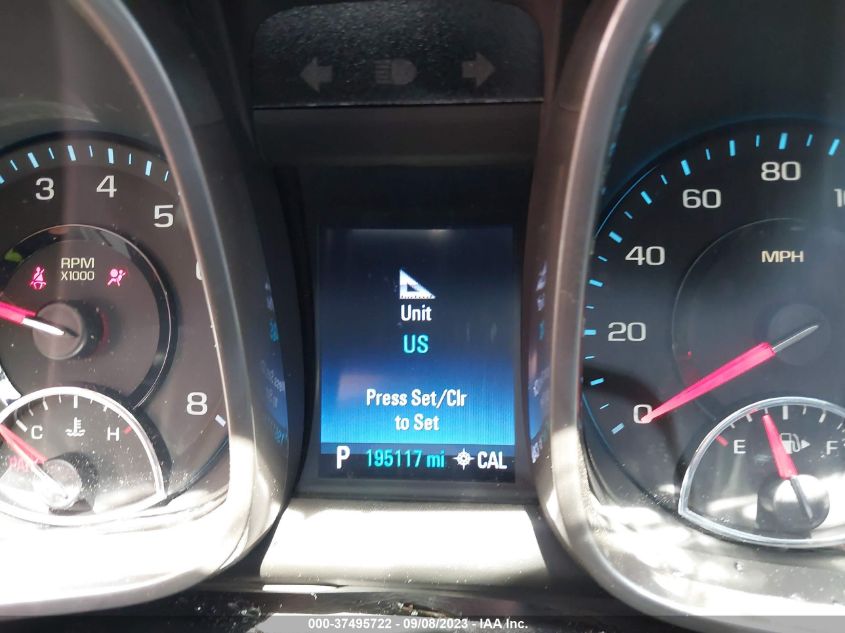 3
4
5
8
RPM
X1000
C
H
Unit
US
Press Set/Clr
to Set
P 195117 mi CAL
0
20
40
60
80
MPH
E
F
000-37495722 - 09/08/2023 - IAA Inc.